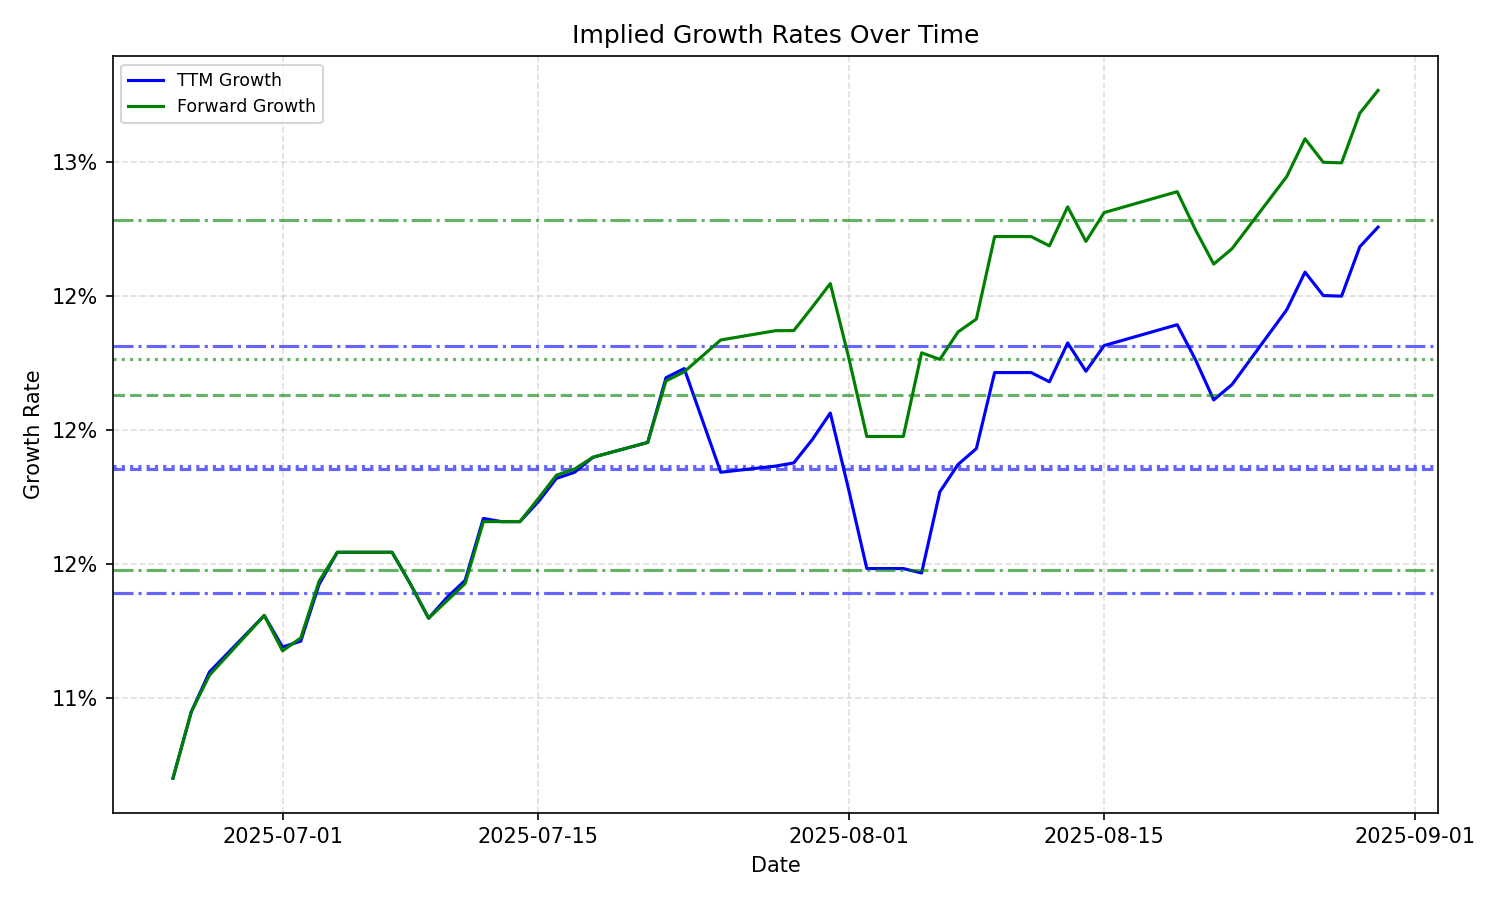 Implied Growth Rates Over Time
TTM Growth
Forward Growth
13%
12%
12%
12%
11%
Growth Rate
2025-07-01
2025-07-15
2025-08-01
2025-08-15
2025-09-01
Date